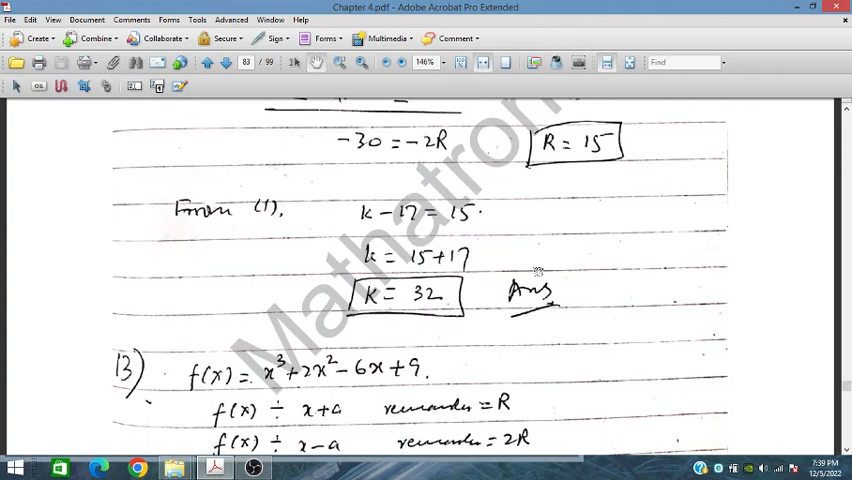 Chapter 4.pdf - Adobe Acrobat Pro Extended
File Edit View Document Comments Forms Tools Advanced Window Help
Create Combine Collaborate Secure Sign Forms Multimedia Comment
83 / 99 146% Find
-30 = -2R R = 15
From (1), k - 17 = 15.
k = 15 + 17
K = 32 Ans
Mathatron
13) f(x) = x³ + 2x² - 6x + 9.
f(x) ÷ x + a remainder = R
f(x) ÷ x - a remainder = 2R
7:39 PM
12/5/2022